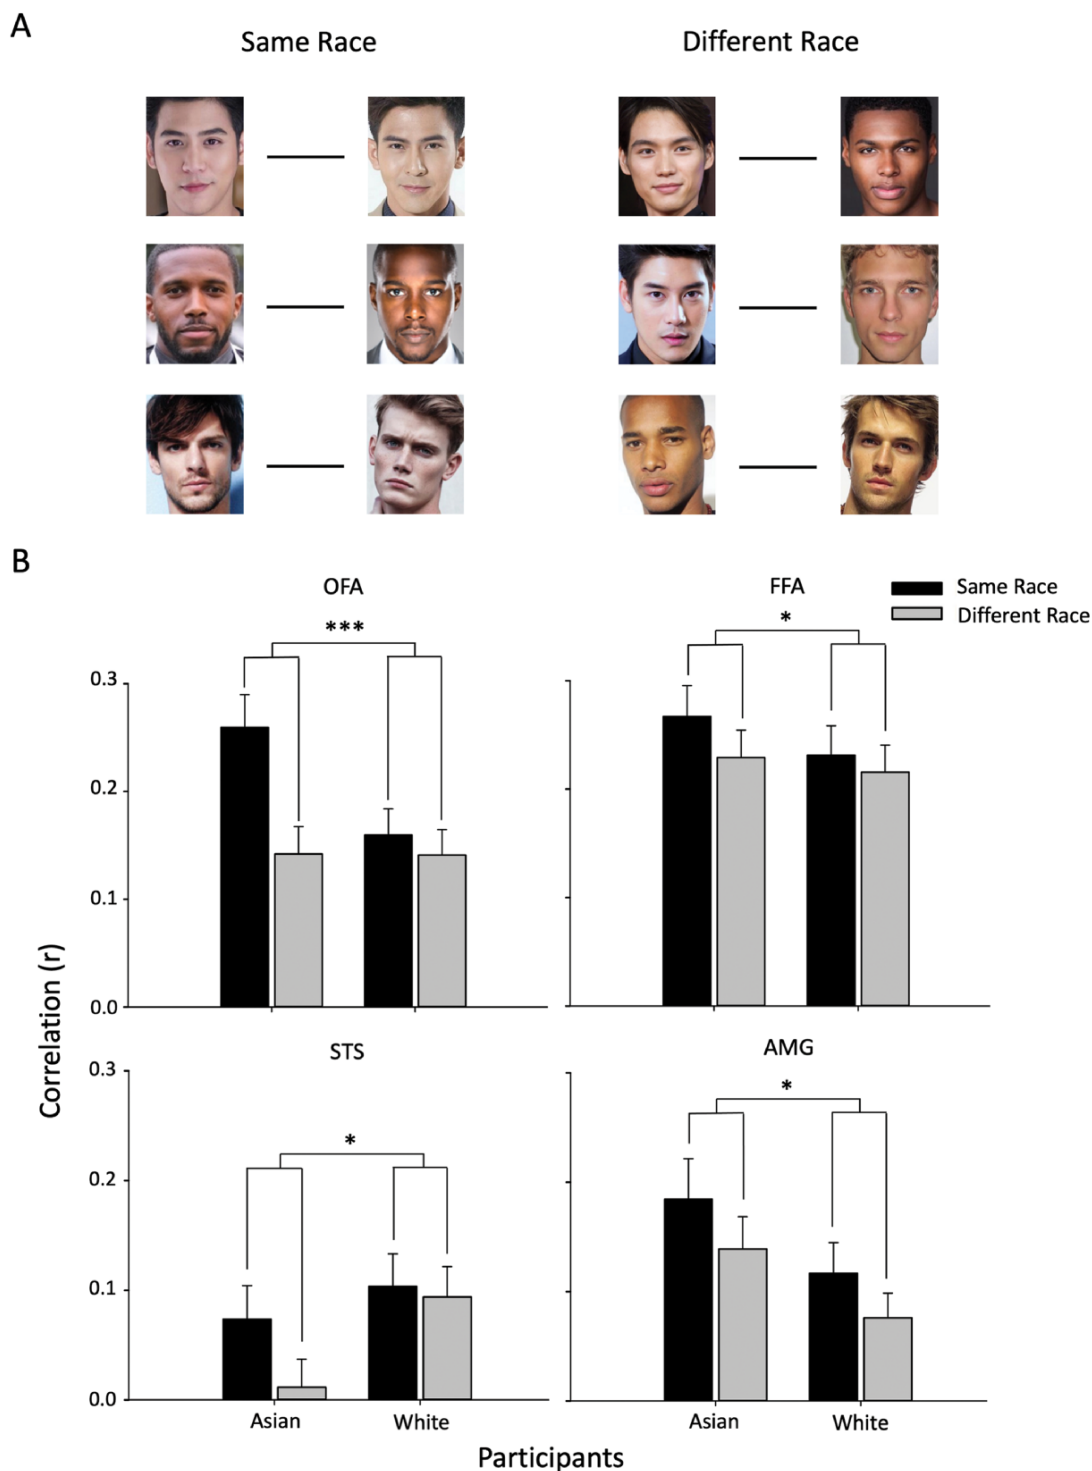 A
Same Race
Different Race
B
OFA
FFA
Same Race
Different Race
***
*
0.3
0.2
0.1
0.0
Correlation (r)
STS
AMG
0.3
0.2
0.1
0.0
*
*
Asian
White
Asian
White
Participants